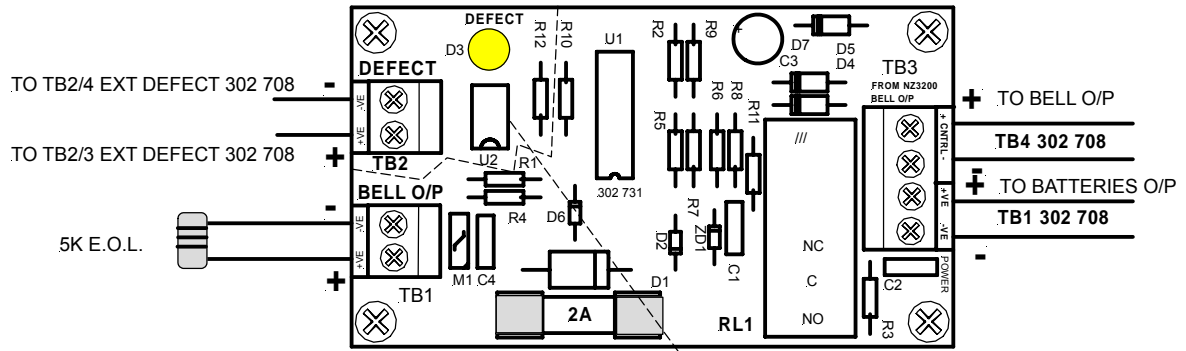 DEFECT
D3
R12
R10
U1
R2
R9
D7
C3
D5
D4
TB3
FROM NZ3200
BELL O/P
TO TB2/4 EXT DEFECT 302 708
-
DEFECT
-VE
+VE
TO TB2/3 EXT DEFECT 302 708
+
TB2
U2
R1
R5
R6
R8
R11
///
+ CNTRL -
+ TO BELL O/P
TB4 302 708
-
+ TO BATTERIES O/P
+VE
TB1 302 708
-VE
-
BELL O/P
R4
302 731
D6
R7
D2
ZD1
-
-VE
5K E.O.L.
+VE
+
TB1
M1
C4
D1
C1
NC
C
NO
2A
RL1
R3
C2
POWER